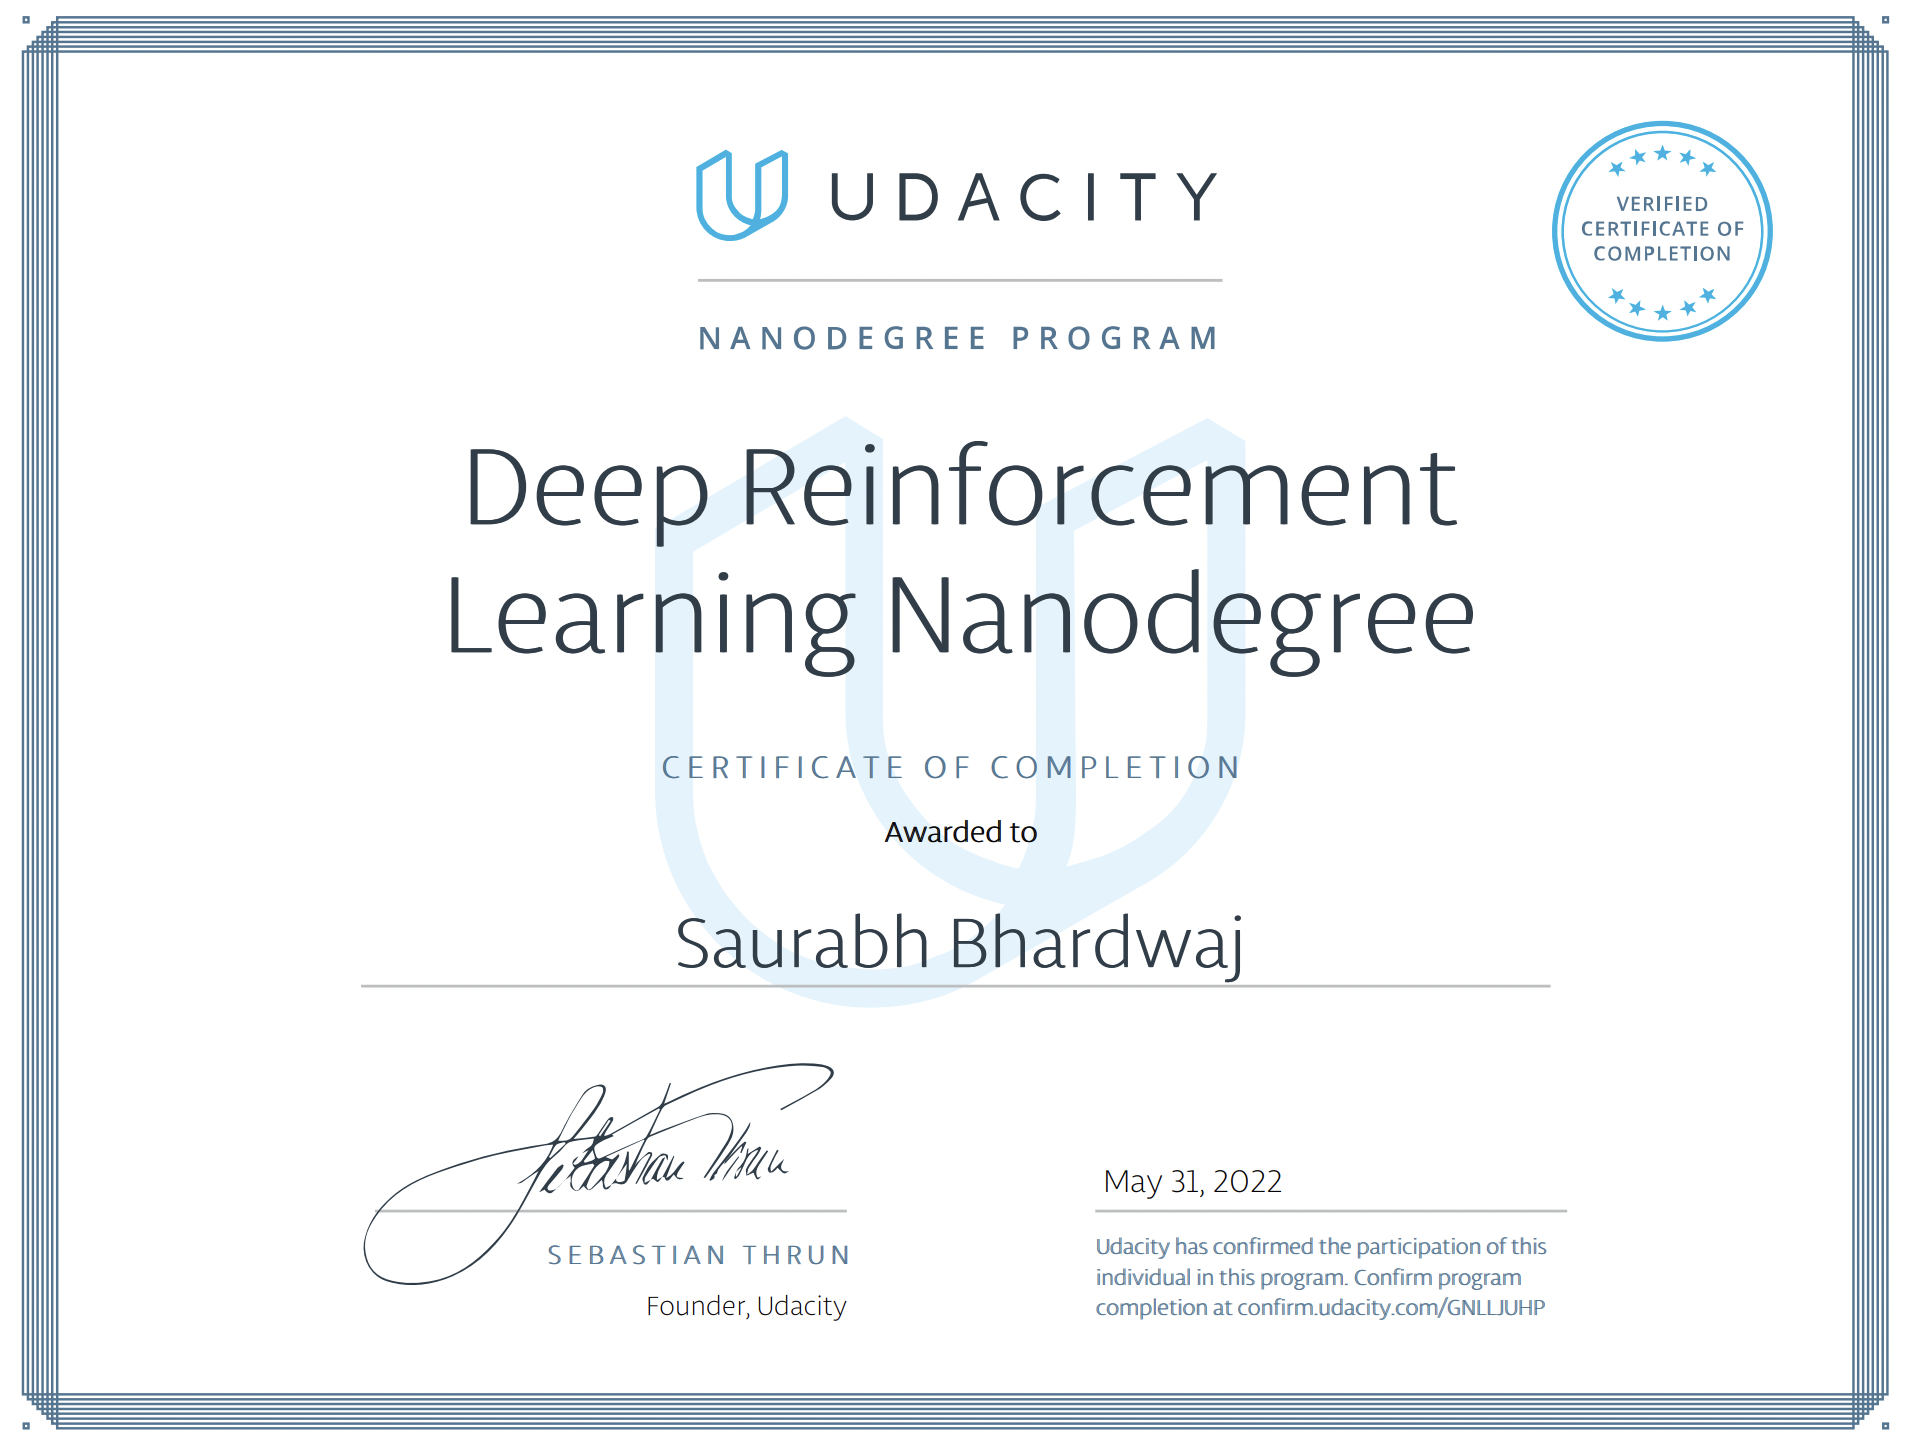 UDACITY
VERIFIED
CERTIFICATE OF
COMPLETION
NANODEGREE PROGRAM
Deep Reinforcement
Learning Nanodegree
CERTIFICATE OF COMPLETION
Awarded to
Saurabh Bhardwaj
Sebastian Thrun
May 31, 2022
SEBASTIAN THRUN
Founder, Udacity
Udacity has confirmed the participation of this
individual in this program. Confirm program
completion at confirm.udacity.com/GNLLJUHP